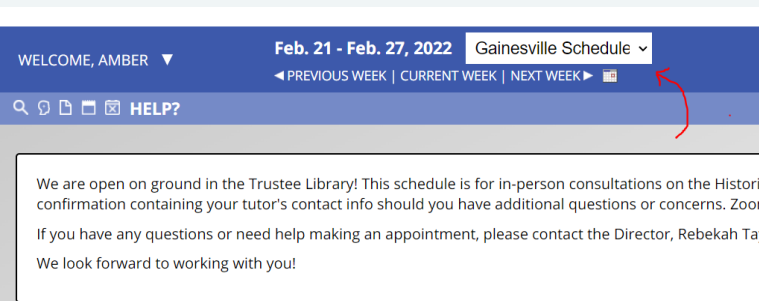 WELCOME, AMBER ▼
Feb. 21 - Feb. 27, 2022 Gainesville Schedule
◄ PREVIOUS WEEK | CURRENT WEEK | NEXT WEEK ►
HELP?
We are open on ground in the Trustee Library! This schedule is for in-person consultations on the
confirmation containing your tutor's contact info should you have additional questions or concerns.
If you have any questions or need help making an appointment, please contact the Director, Rebekah
We look forward to working with you!